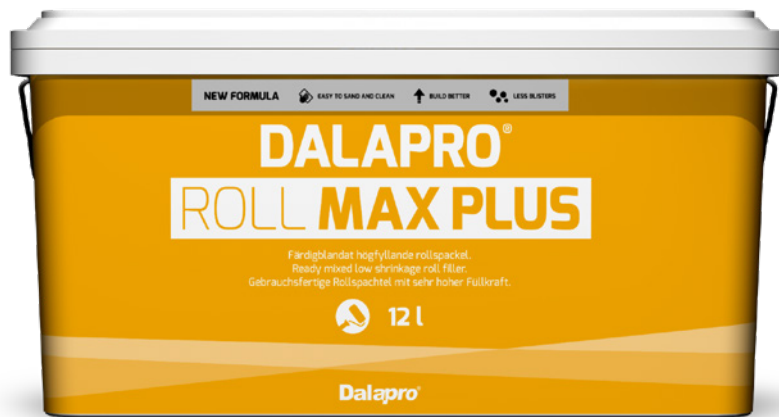 NEW FORMULA EASY TO SAND AND CLEAN BUILD BETTER LESS BLISTERS
DALAPRO®
ROLL MAX PLUS
Färdigblandat högfyllande rollspackel.
Ready mixed low shrinkage roll filler.
Gebrauchsfertige Rollspachtel mit sehr hoher Fullkraft.
12 l
Dalapro®